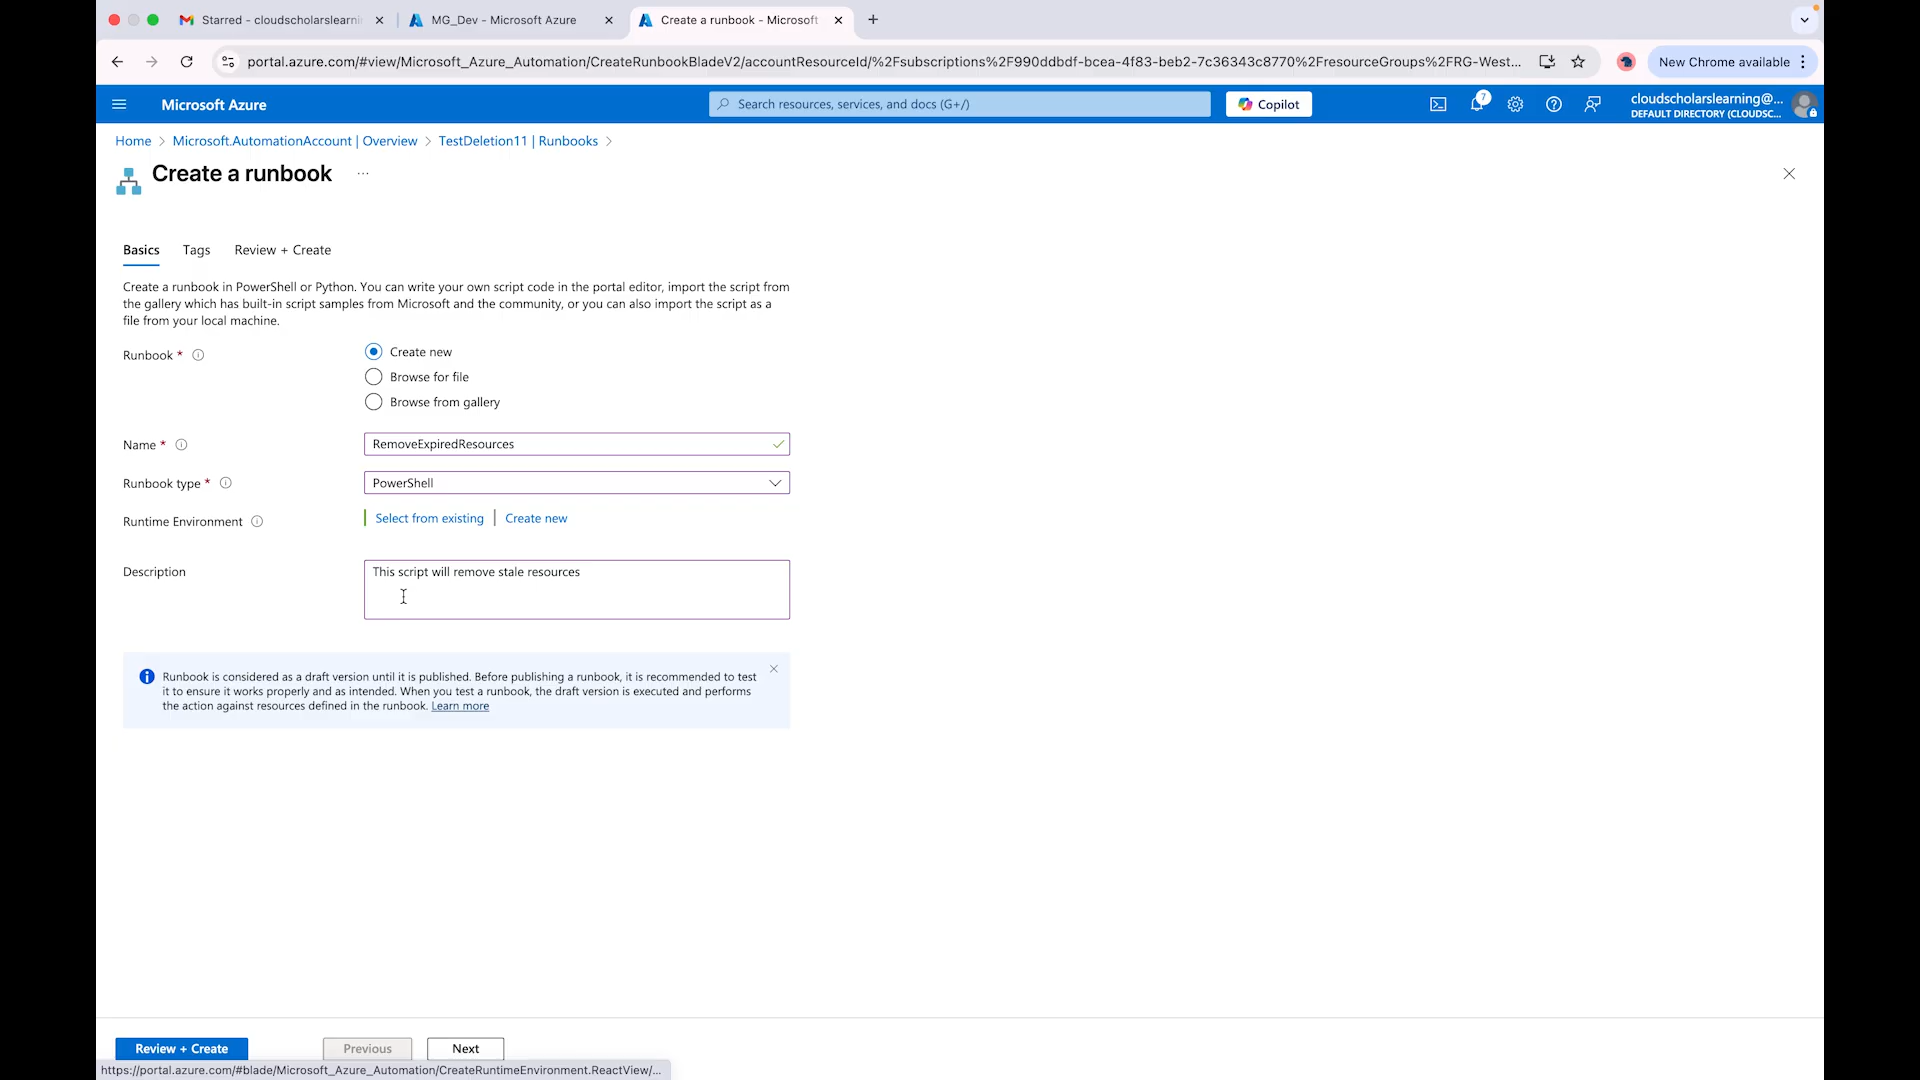 Starred - cloudscholarslearni
MG_Dev - Microsoft Azure
Create a runbook - Microsoft
portal.azure.com/#view/Microsoft_Azure_Automation/CreateRunbookBladeV2/accountResourceId/%2Fsubscriptions%2F990ddbdf-bcea-4f83-beb2-7c36343c8770%2FresourceGroups%2FRG-West...
New Chrome available
Microsoft Azure
Search resources, services, and docs (G+/)
Copilot
7
cloudscholarslearning@...
DEFAULT DIRECTORY (CLOUDSC...
Home > Microsoft.AutomationAccount | Overview > TestDeletion11 | Runbooks >
Create a runbook ...
Basics
Tags
Review + Create
Create a runbook in PowerShell or Python. You can write your own script code in the portal editor, import the script from
the gallery which has built-in script samples from Microsoft and the community, or you can also import the script as a
file from your local machine.
Runbook *
Create new
Browse for file
Browse from gallery
Name *
RemoveExpiredResources
Runbook type *
PowerShell
Runtime Environment
Select from existing | Create new
Description
This script will remove stale resources
Runbook is considered as a draft version until it is published. Before publishing a runbook, it is recommended to test
it to ensure it works properly and as intended. When you test a runbook, the draft version is executed and performs
the action against resources defined in the runbook. Learn more
Review + Create
Previous
Next
https://portal.azure.com/#blade/Microsoft_Azure_Automation/CreateRuntimeEnvironment.ReactView/...